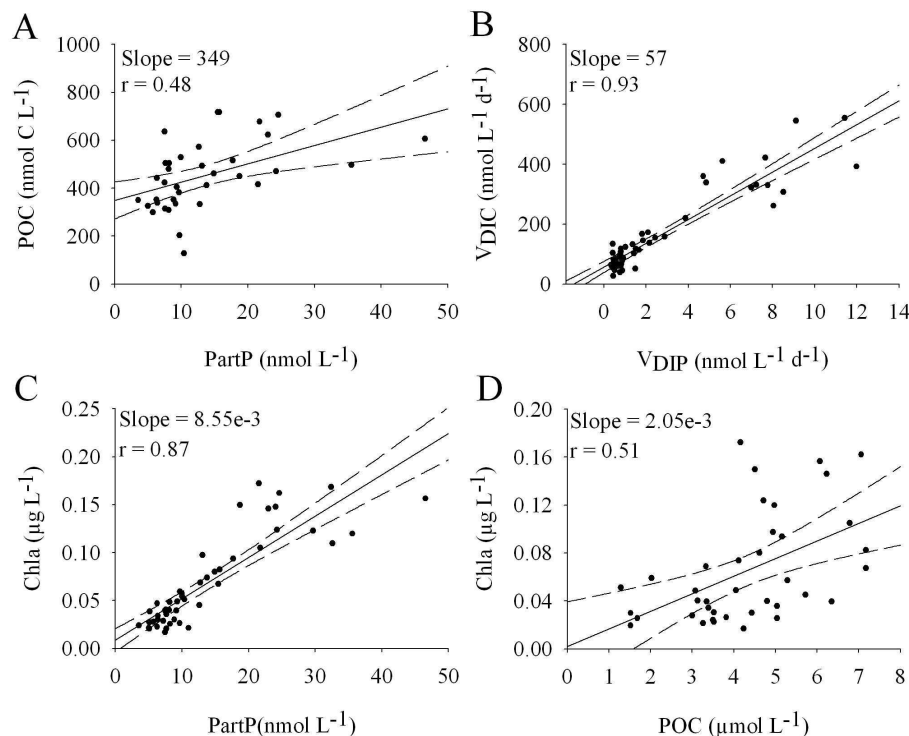 A
Slope = 349
r = 0.48
POC (nmol C L-1)
1000
800
600
400
200
0
0 10 20 30 40 50
PartP (nmol L-1)
B
Slope = 57
r = 0.93
VDIC (nmol L-1 d-1)
800
600
400
200
0
0 2 4 6 8 10 12 14
VDIP (nmol L-1 d-1)
C
Slope = 8.55e-3
r = 0.87
Chla (µg L-1)
0.25
0.20
0.15
0.10
0.05
0.00
0 10 20 30 40 50
PartP(nmol L-1)
D
Slope = 2.05e-3
r = 0.51
Chla (µg L-1)
0.20
0.16
0.12
0.08
0.04
0.00
0 1 2 3 4 5 6 7 8
POC (µmol L-1)